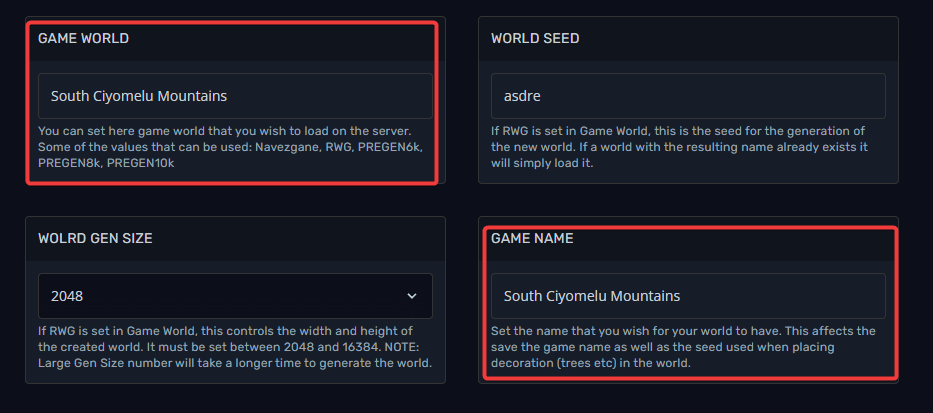 GAME WORLD
South Ciyomelu Mountains
You can set here game world that you wish to load on the server.
Some of the values that can be used: Navezgane, RWG, PREGEN6k,
PREGEN8k, PREGEN10k
WORLD SEED
asdre
If RWG is set in Game World, this is the seed for the generation of
the new world. If a world with the resulting name already exists it
will simply load it.
WOLRD GEN SIZE
2048
If RWG is set in Game World, this controls the width and height of
the created world. It must be set between 2048 and 16384. NOTE:
Large Gen Size number will take a longer time to generate the world.
GAME NAME
South Ciyomelu Mountains
Set the name that you wish for your world to have. This affects the
save the game name as well as the seed used when placing
decoration (trees etc) in the world.